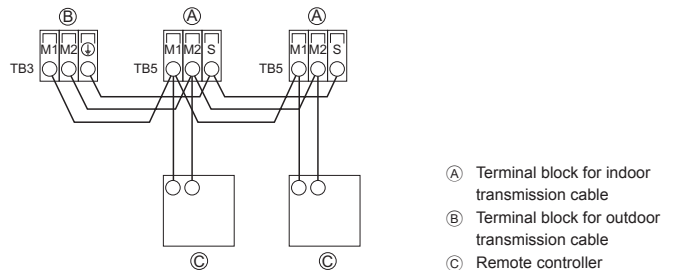 Ⓑ Ⓐ Ⓐ
M1 M2 ⏚ M1 M2 S M1 M2 S
TB3 TB5 TB5
Ⓐ Terminal block for indoor
transmission cable
Ⓑ Terminal block for outdoor
transmission cable
Ⓒ Remote controller
Ⓒ Ⓒ